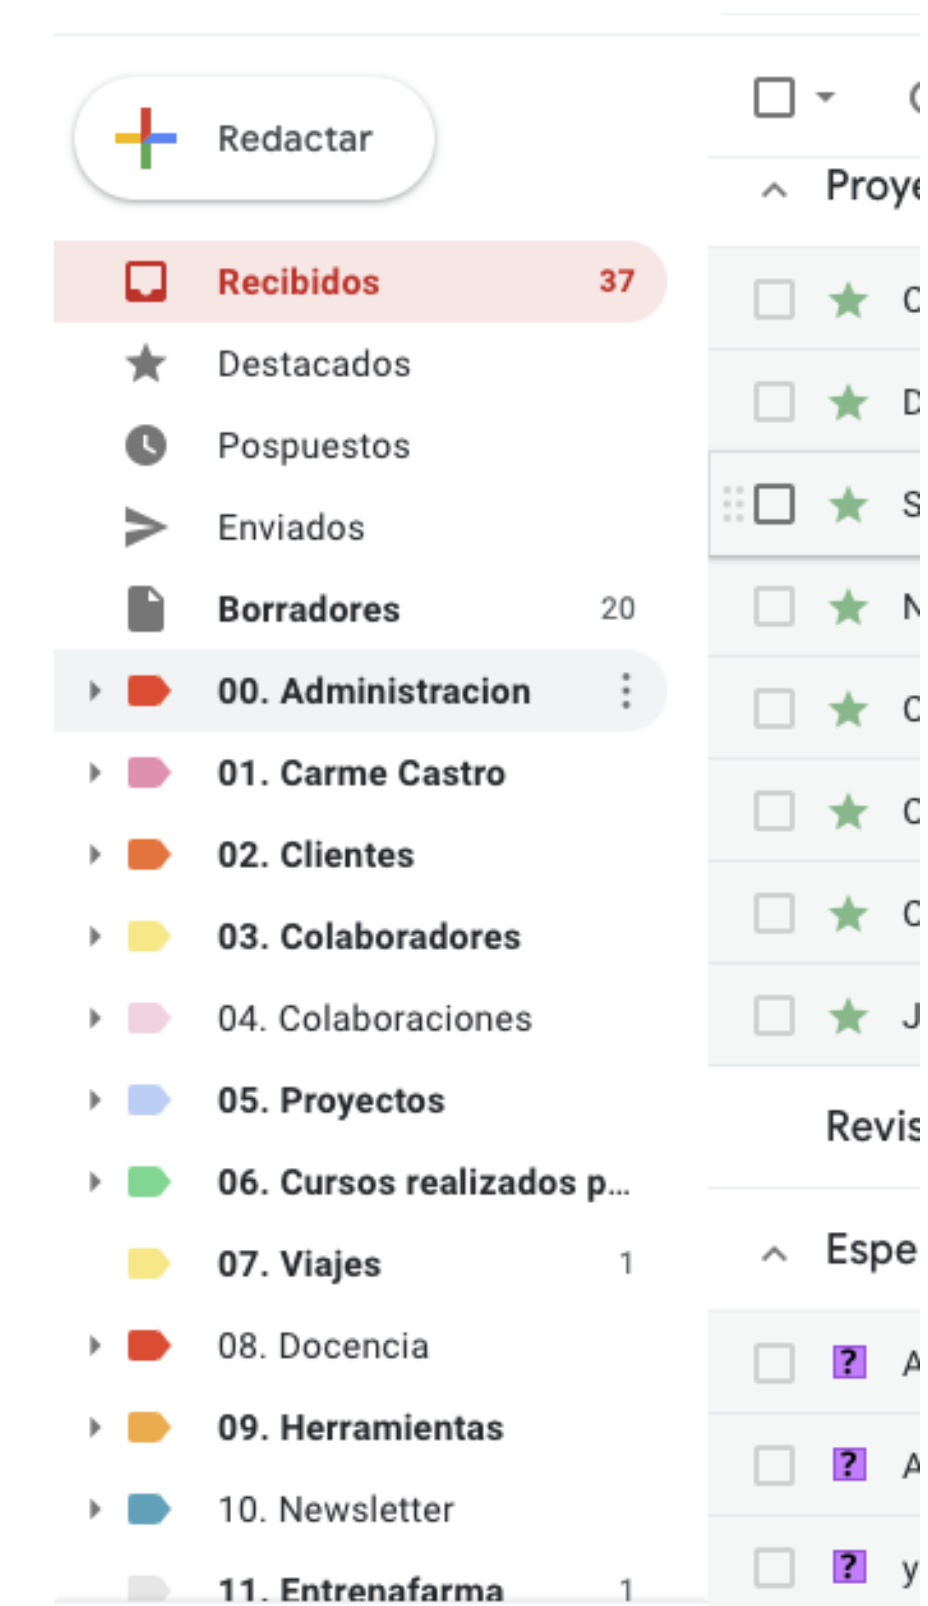 Redactar
Recibidos 37
Destacados
Pospuestos
Enviados
Borradores 20
00. Administracion
01. Carme Castro
02. Clientes
03. Colaboradores
04. Colaboraciones
05. Proyectos
06. Cursos realizados p...
07. Viajes 1
08. Docencia
09. Herramientas
10. Newsletter
11. Entrenafarma 1
Proye
D
S
N
J
Revis
Espe
? A
? A
? y